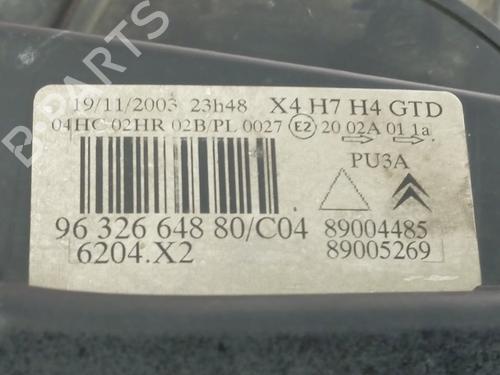 B PARTS
19/11/2003 23h48 X4 H7 H4 GTD
04HC 02HR 02B/PL 0027 E2 20 02A 01 1a
PU3A
96 326 648 80/C04 89004485
6204.X2 89005269